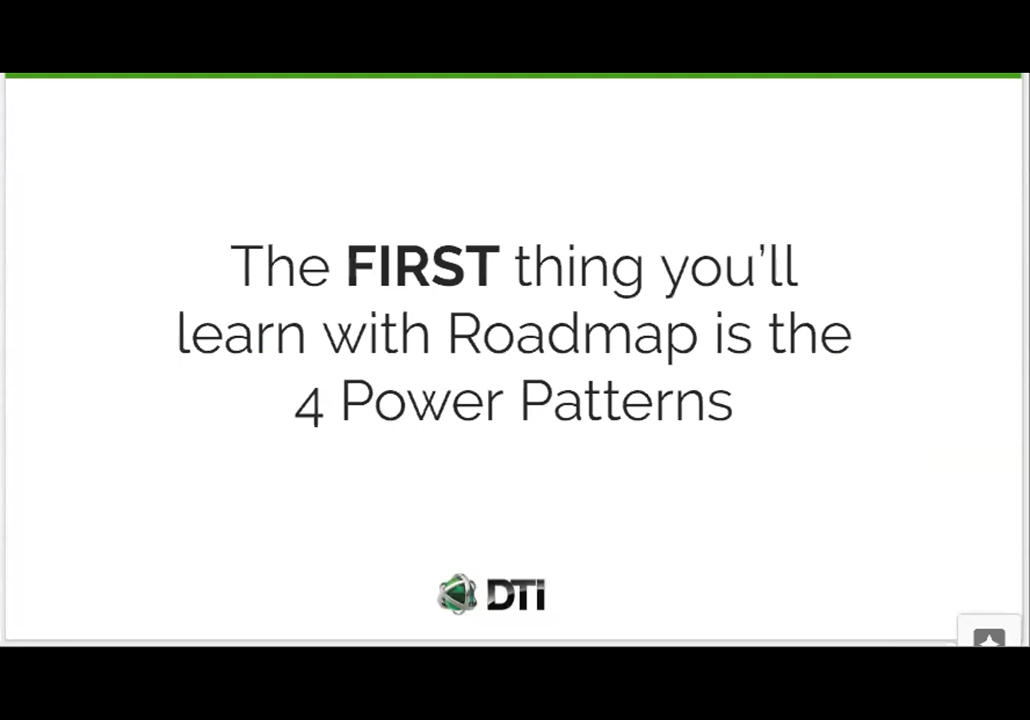 The FIRST thing you'll
learn with Roadmap is the
4 Power Patterns
DTI